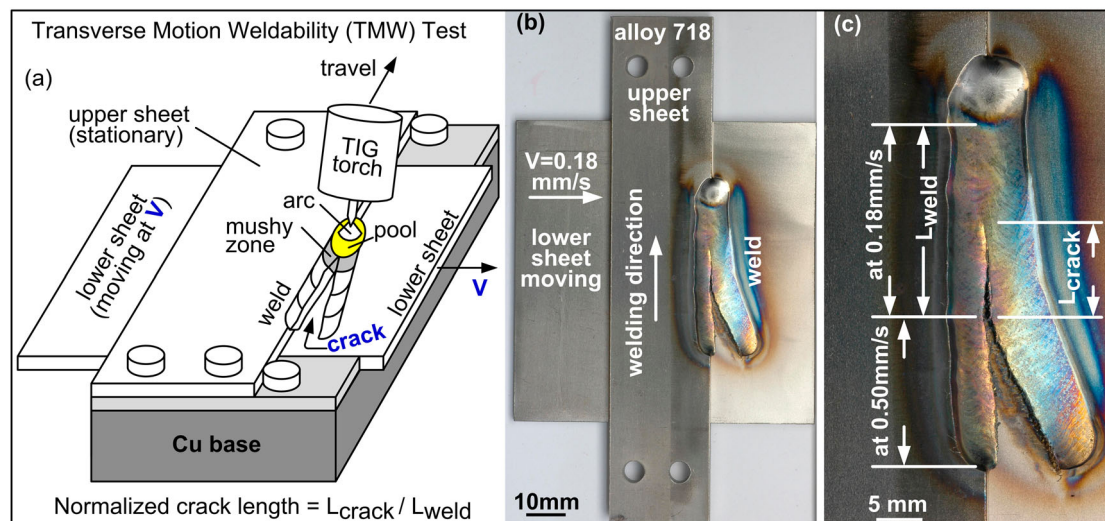 Transverse Motion Weldability (TMW) Test
(a)
travel
upper sheet
(stationary)
TIG
torch
arc
mushy
zone
pool
lower sheet
(moving at V)
weld
lower sheet
V
crack
Cu base
Normalized crack length = Lcrack / Lweld
(b)
alloy 718
upper
sheet
V=0.18
mm/s
lower
sheet
moving
welding direction
weld
10mm
(c)
at 0.18mm/s
Lweld
Lcrack
at 0.50mm/s
5 mm